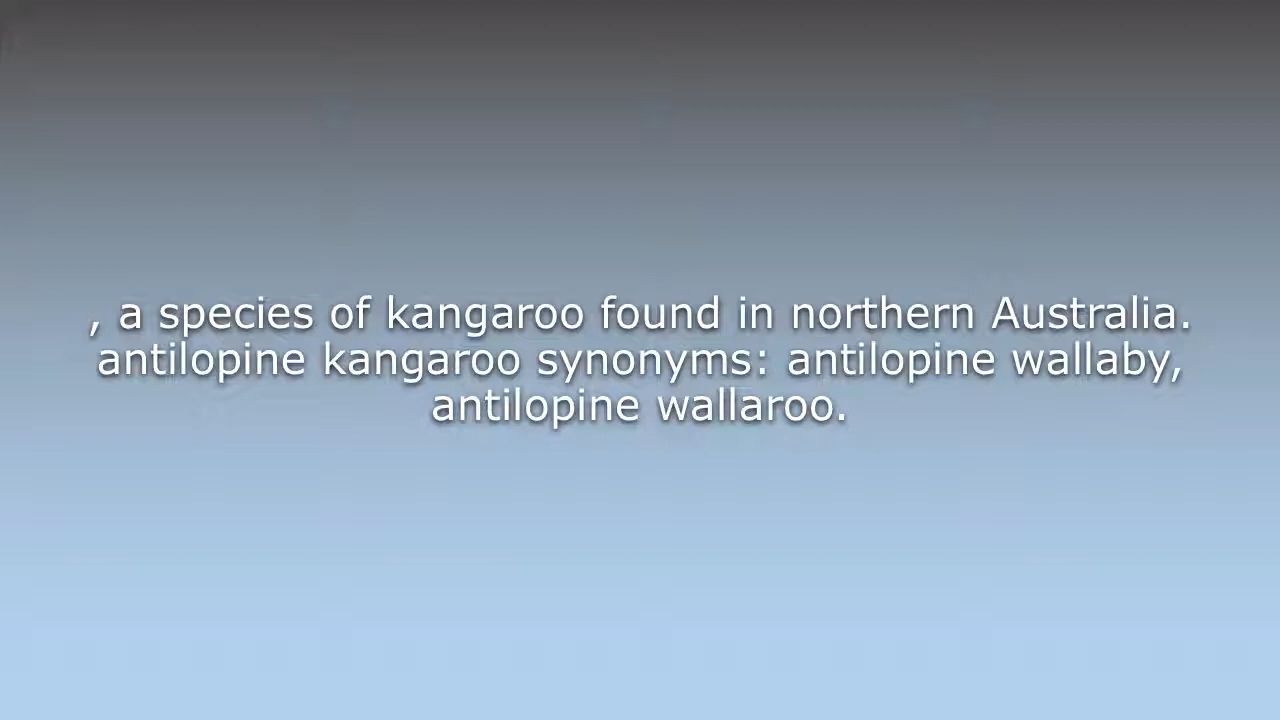 , a species of kangaroo found in northern Australia.
antilopine kangaroo synonyms: antilopine wallaby,
antilopine wallaroo.